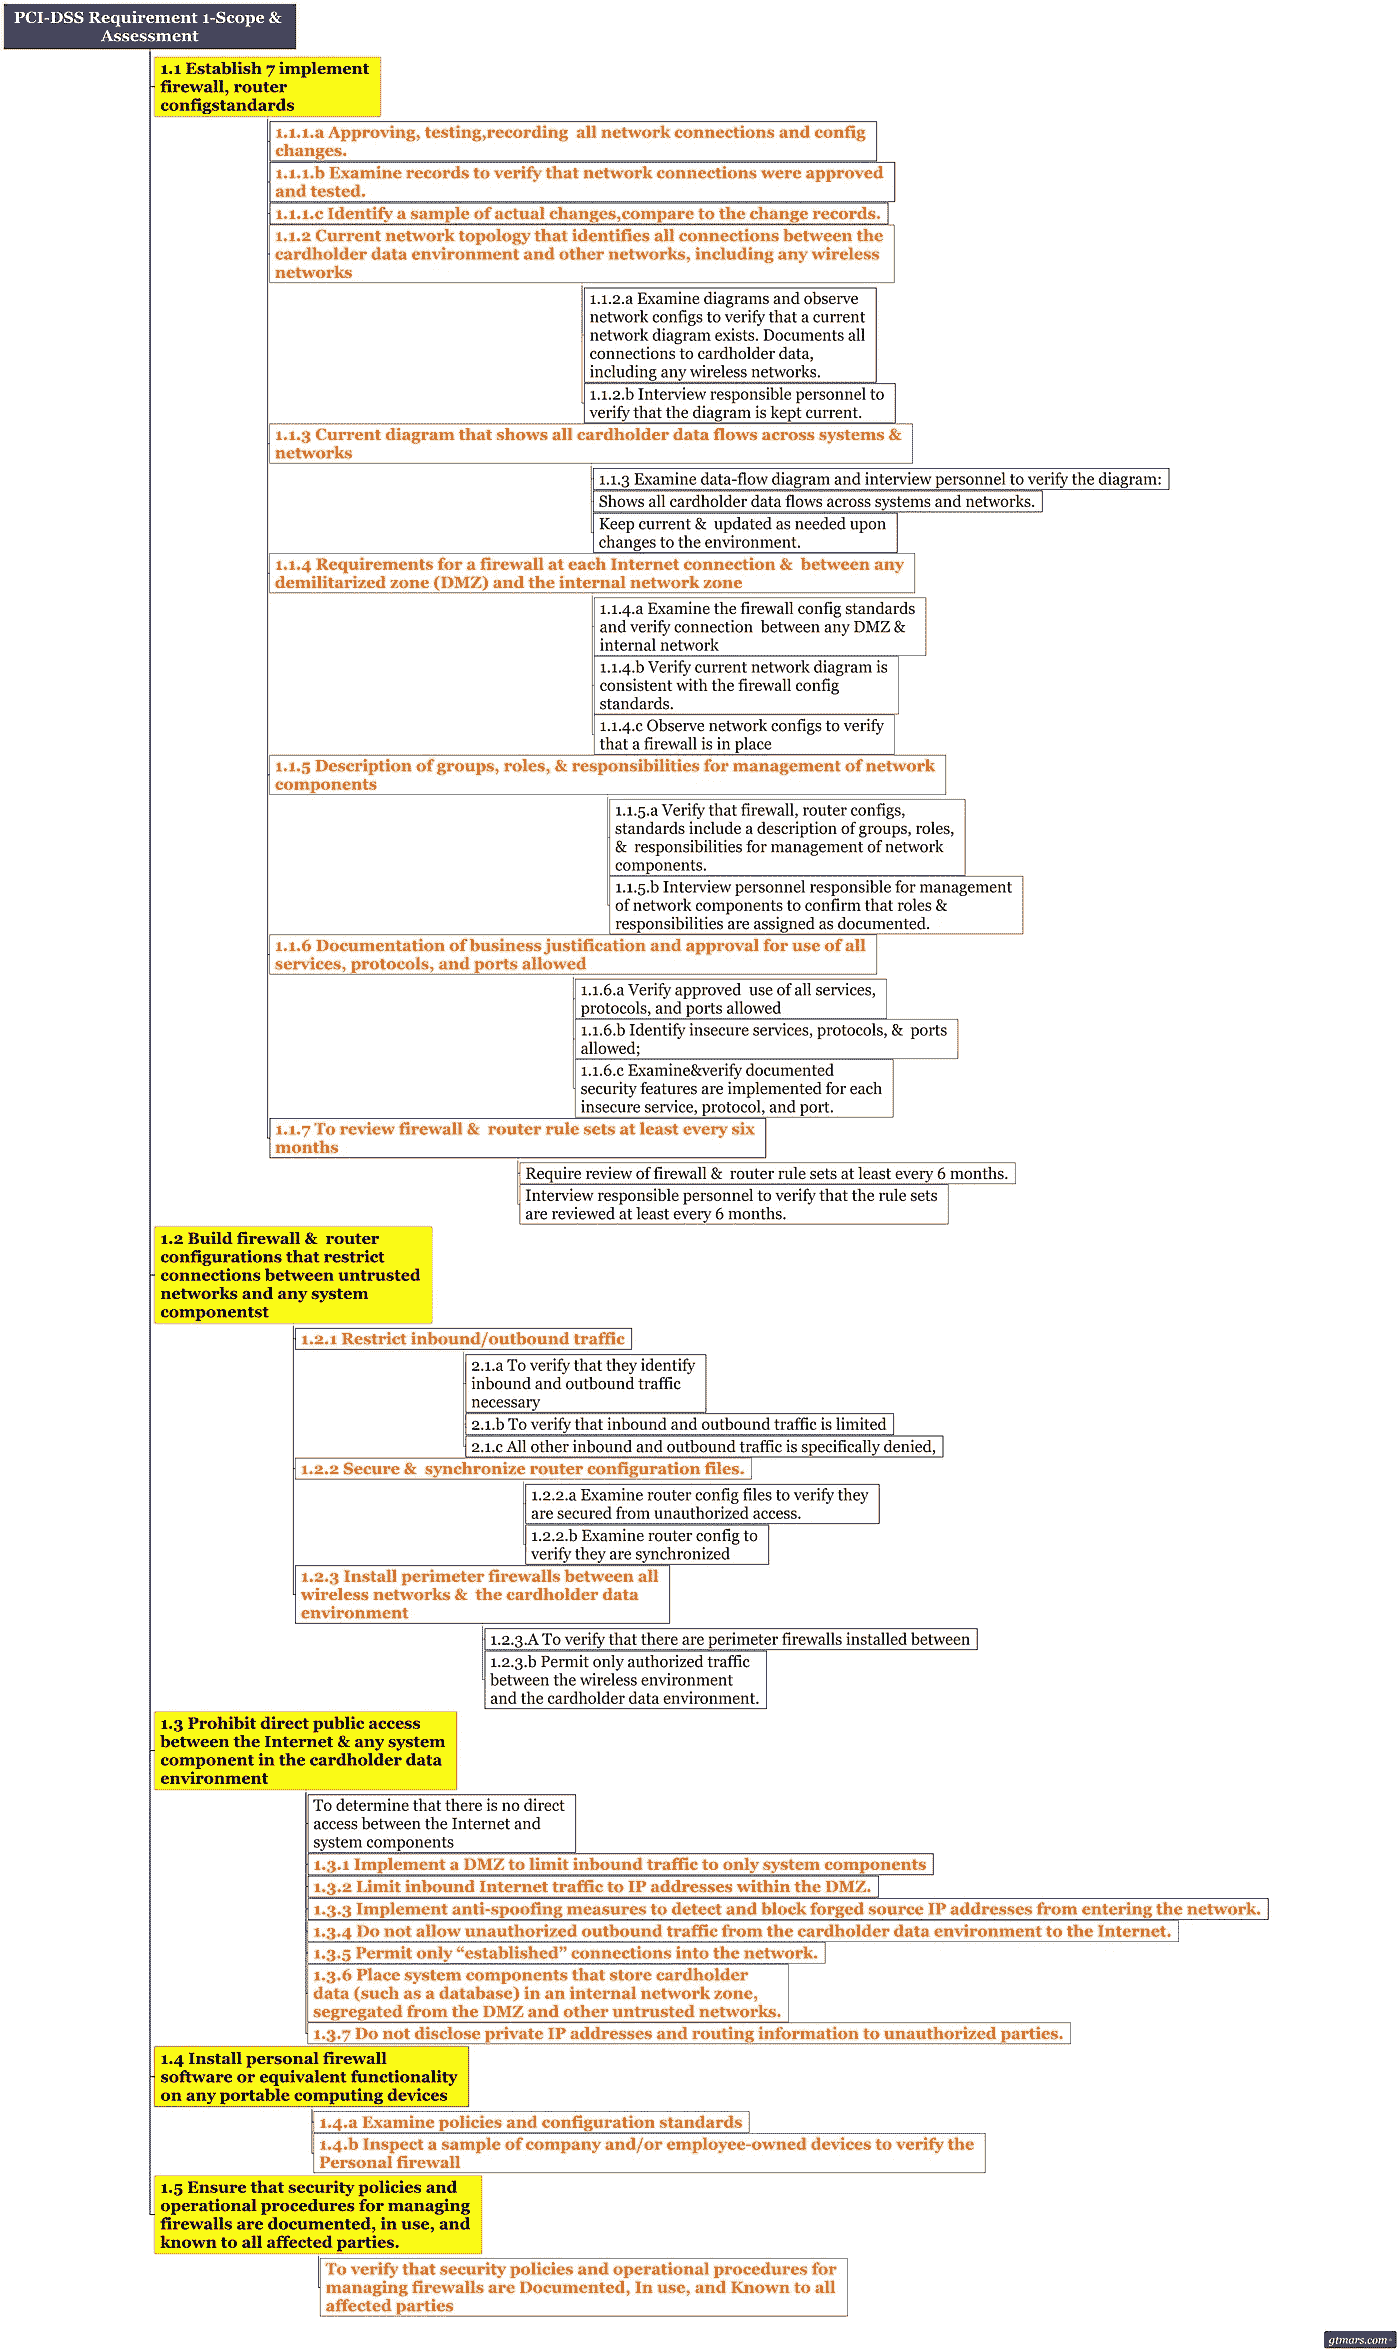 PCI-DSS Requirement 1-Scope &
Assessment
1.1 Establish 7 implement
firewall, router
configstandards
1.1.1.a Approving, testing,recording all network connections and config
changes.
1.1.1.b Examine records to verify that network connections were approved
and tested.
1.1.1.c Identify a sample of actual changes,compare to the change records.
1.1.2 Current network topology that identifies all connections between the
cardholder data environment and other networks, including any wireless
networks
1.1.2.a Examine diagrams and observe
network configs to verify that a current
network diagram exists. Documents all
connections to cardholder data,
including any wireless networks.
1.1.2.b Interview responsible personnel to
verify that the diagram is kept current.
1.1.3 Current diagram that shows all cardholder data flows across systems &
networks
1.1.3 Examine data-flow diagram and interview personnel to verify the diagram:
Shows all cardholder data flows across systems and networks.
Keep current & updated as needed upon
changes to the environment.
1.1.4 Requirements for a firewall at each Internet connection & between any
demilitarized zone (DMZ) and the internal network zone
1.1.4.a Examine the firewall config standards
and verify connection between any DMZ &
internal network
1.1.4.b Verify current network diagram is
consistent with the firewall config
standards.
1.1.4.c Observe network configs to verify
that a firewall is in place
1.1.5 Description of groups, roles, & responsibilities for management of network
components
1.1.5.a Verify that firewall, router configs,
standards include a description of groups, roles,
& responsibilities for management of network
components.
1.1.5.b Interview personnel responsible for management
of network components to confirm that roles &
responsibilities are assigned as documented.
1.1.6 Documentation of business justification and approval for use of all
services, protocols, and ports allowed
1.1.6.a Verify approved use of all services,
protocols, and ports allowed
1.1.6.b Identify insecure services, protocols, & ports
allowed;
1.1.6.c Examine&verify documented
security features are implemented for each
insecure service, protocol, and port.
1.1.7 To review firewall & router rule sets at least every six
months
Require review of firewall & router rule sets at least every 6 months.
Interview responsible personnel to verify that the rule sets
are reviewed at least every 6 months.
1.2 Build firewall & router
configurations that restrict
connections between untrusted
networks and any system
componentst
1.2.1 Restrict inbound/outbound traffic
2.1.a To verify that they identify
inbound and outbound traffic
necessary
2.1.b To verify that inbound and outbound traffic is limited
2.1.c All other inbound and outbound traffic is specifically denied,
1.2.2 Secure & synchronize router configuration files.
1.2.2.a Examine router config files to verify they
are secured from unauthorized access.
1.2.2.b Examine router config to
verify they are synchronized
1.2.3 Install perimeter firewalls between all
wireless networks & the cardholder data
environment
1.2.3.A To verify that there are perimeter firewalls installed between
1.2.3.b Permit only authorized traffic
between the wireless environment
and the cardholder data environment.
1.3 Prohibit direct public access
between the Internet & any system
component in the cardholder data
environment
To determine that there is no direct
access between the Internet and
system components
1.3.1 Implement a DMZ to limit inbound traffic to only system components
1.3.2 Limit inbound Internet traffic to IP addresses within the DMZ.
1.3.3 Implement anti-spoofing measures to detect and block forged source IP addresses from entering the network.
1.3.4 Do not allow unauthorized outbound traffic from the cardholder data environment to the Internet.
1.3.5 Permit only “established” connections into the network.
1.3.6 Place system components that store cardholder
data (such as a database) in an internal network zone,
segregated from the DMZ and other untrusted networks.
1.3.7 Do not disclose private IP addresses and routing information to unauthorized parties.
1.4 Install personal firewall
software or equivalent functionality
on any portable computing devices
1.4.a Examine policies and configuration standards
1.4.b Inspect a sample of company and/or employee-owned devices to verify the
Personal firewall
1.5 Ensure that security policies and
operational procedures for managing
firewalls are documented, in use, and
known to all affected parties.
To verify that security policies and operational procedures for
managing firewalls are Documented, In use, and Known to all
affected parties
gtmars.com